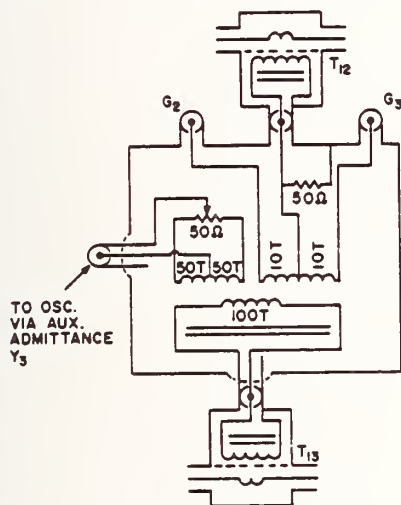 T12
G2
G3
50Ω
50Ω
50T 50T
10T
10T
100T
TO OSC.
VIA AUX.
ADMITTANCE
Y3
T13